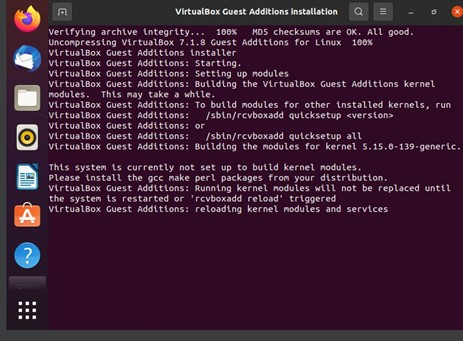 VirtualBox Guest Additions installation
Verifying archive integrity... 100% MD5 checksums are OK. All good.
Uncompressing VirtualBox 7.1.8 Guest Additions for Linux 100%
VirtualBox Guest Additions installer
VirtualBox Guest Additions: Starting.
VirtualBox Guest Additions: Setting up modules
VirtualBox Guest Additions: Building the VirtualBox Guest Additions kernel
modules. This may take a while.
VirtualBox Guest Additions: To build modules for other installed kernels, run
VirtualBox Guest Additions: /sbin/rcvboxadd quicksetup <version>
VirtualBox Guest Additions: or
VirtualBox Guest Additions: /sbin/rcvboxadd quicksetup all
VirtualBox Guest Additions: Building the modules for kernel 5.15.0-139-generic.
This system is currently not set up to build kernel modules.
Please install the gcc make perl packages from your distribution.
VirtualBox Guest Additions: Running kernel modules will not be replaced until
the system is restarted or 'rcvboxadd reload' triggered
VirtualBox Guest Additions: reloading kernel modules and services